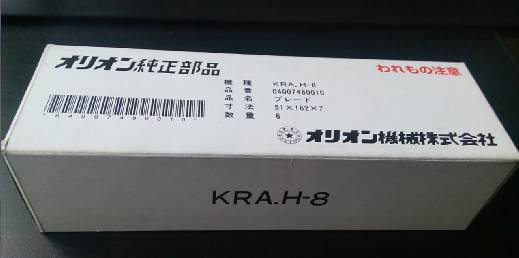 オリオン純正部品
われもの注意
機種 KRA.H-8
品番 04007480010
品名 ブレード
寸法 51×162×7
数量 6
*04007480010*
オリオン機械株式会社
KRA.H-8